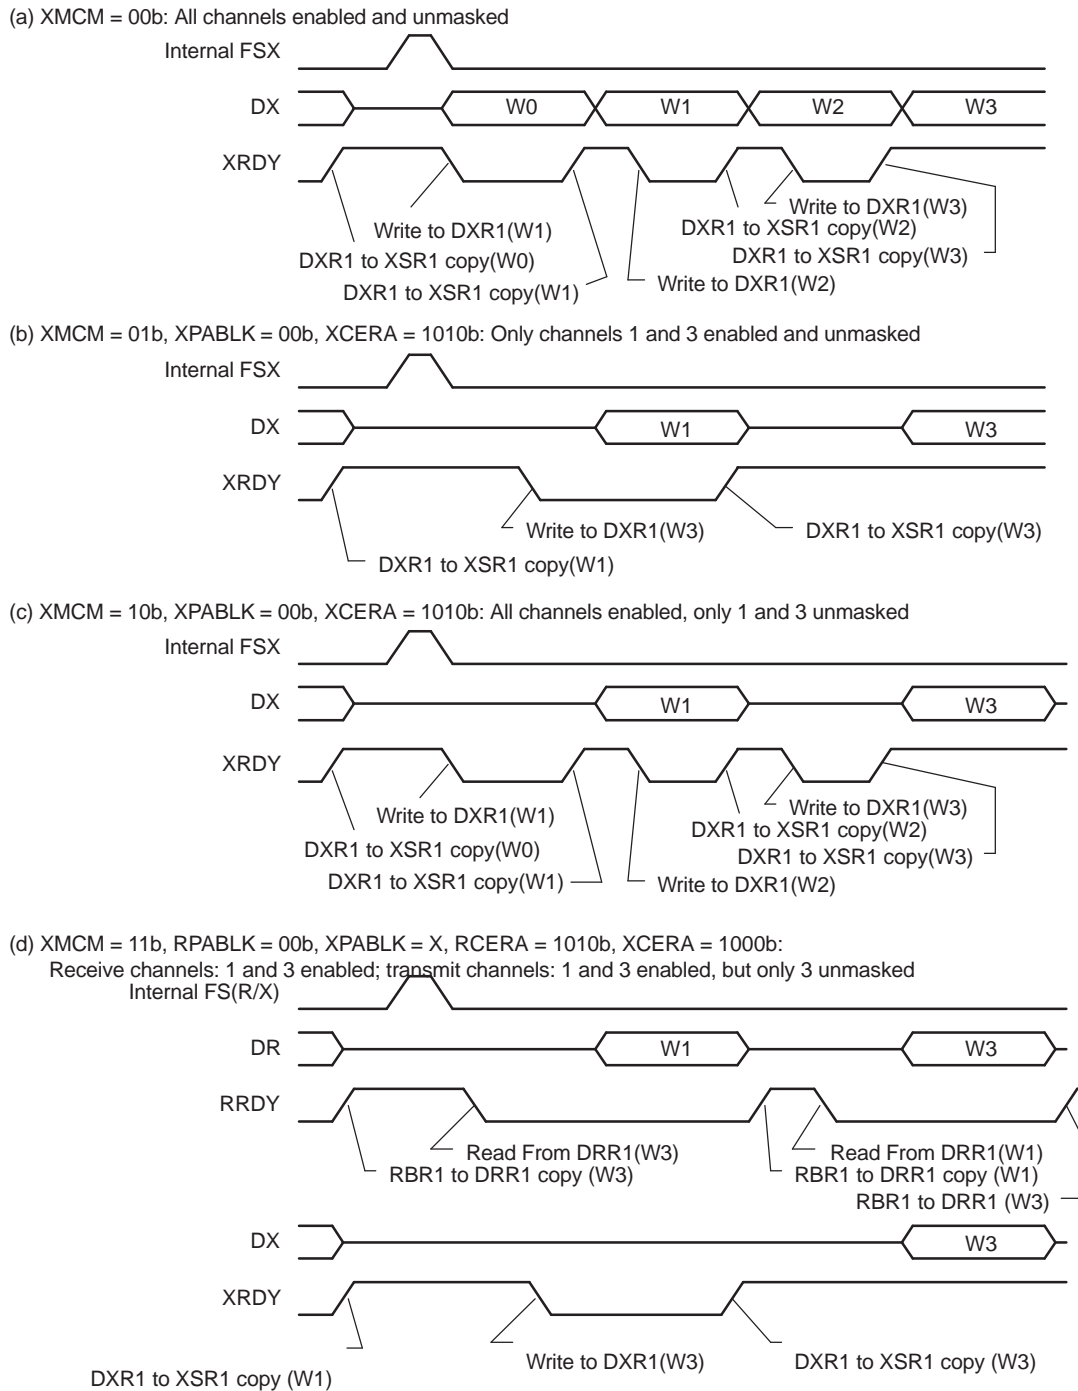 (a) XMCM = 00b: All channels enabled and unmasked
Internal FSX
DX
W0
W1
W2
W3
XRDY
Write to DXR1(W1)
DXR1 to XSR1 copy(W0)
DXR1 to XSR1 copy(W1)
Write to DXR1(W3)
DXR1 to XSR1 copy(W2)
DXR1 to XSR1 copy(W3)
Write to DXR1(W2)
(b) XMCM = 01b, XPABLK = 00b, XCERA = 1010b: Only channels 1 and 3 enabled and unmasked
Internal FSX
DX
W1
W3
XRDY
Write to DXR1(W3)
DXR1 to XSR1 copy(W3)
DXR1 to XSR1 copy(W1)
(c) XMCM = 10b, XPABLK = 00b, XCERA = 1010b: All channels enabled, only 1 and 3 unmasked
Internal FSX
DX
W1
W3
XRDY
Write to DXR1(W1)
DXR1 to XSR1 copy(W0)
DXR1 to XSR1 copy(W1)
Write to DXR1(W3)
DXR1 to XSR1 copy(W2)
DXR1 to XSR1 copy(W3)
Write to DXR1(W2)
(d) XMCM = 11b, RPABLK = 00b, XPABLK = X, RCERA = 1010b, XCERA = 1000b:
Receive channels: 1 and 3 enabled; transmit channels: 1 and 3 enabled, but only 3 unmasked
Internal FS(R/X)
DR
W1
W3
RRDY
Read From DRR1(W3)
RBR1 to DRR1 copy (W3)
Read From DRR1(W1)
RBR1 to DRR1 copy (W1)
RBR1 to DRR1 (W3)
DX
W3
XRDY
Write to DXR1(W3)
DXR1 to XSR1 copy (W3)
DXR1 to XSR1 copy (W1)